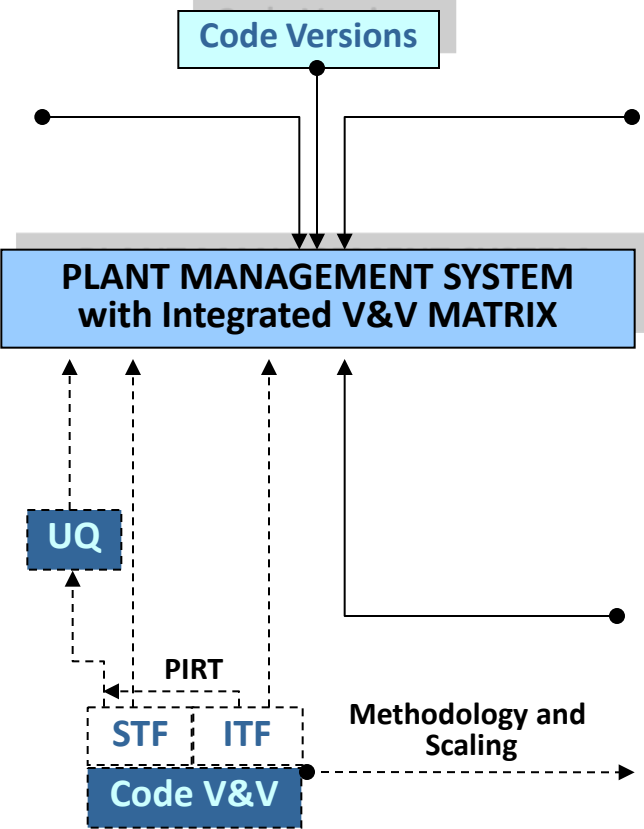 Code Versions
PLANT MANAGEMENT SYSTEM
with Integrated V&V MATRIX
UQ
PIRT
STF
ITF
Methodology and
Scaling
Code V&V